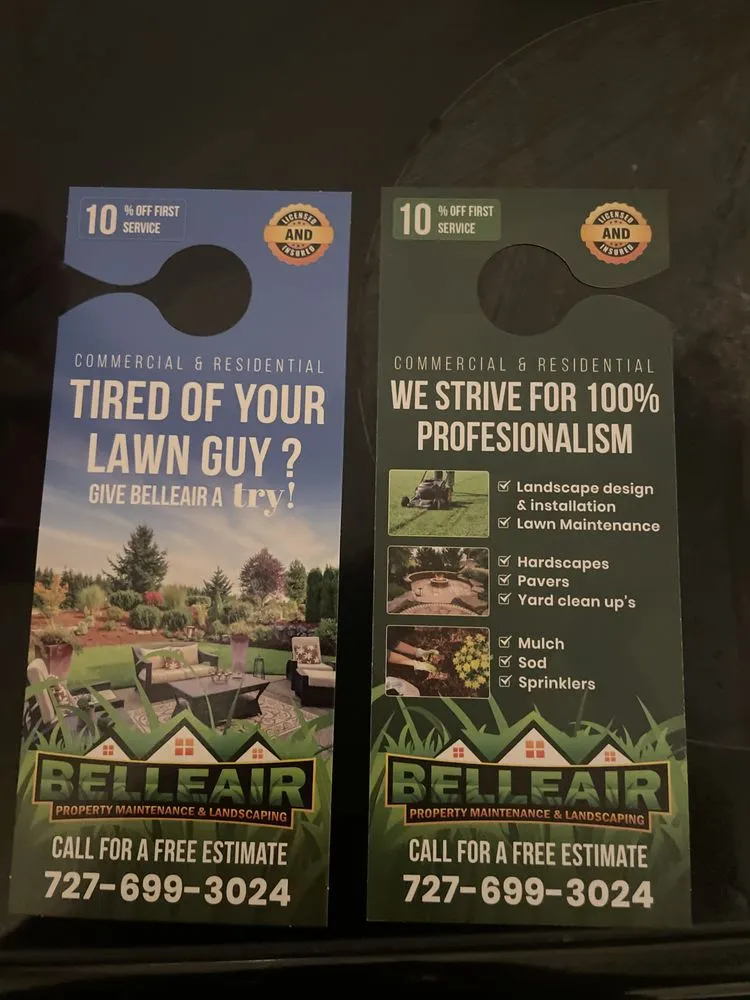 10 % OFF FIRST
SERVICE
LICENSED
AND
INSURED
COMMERCIAL & RESIDENTIAL
TIRED OF YOUR
LAWN GUY ?
GIVE BELLEAIR A try!
BELLEAIR
PROPERTY MAINTENANCE & LANDSCAPING
CALL FOR A FREE ESTIMATE
727-699-3024
10 % OFF FIRST
SERVICE
LICENSED
AND
INSURED
COMMERCIAL & RESIDENTIAL
WE STRIVE FOR 100%
PROFESIONALISM
Landscape design
& installation
Lawn Maintenance
Hardscapes
Pavers
Yard clean up's
Mulch
Sod
Sprinklers
BELLEAIR
PROPERTY MAINTENANCE & LANDSCAPING
CALL FOR A FREE ESTIMATE
727-699-3024